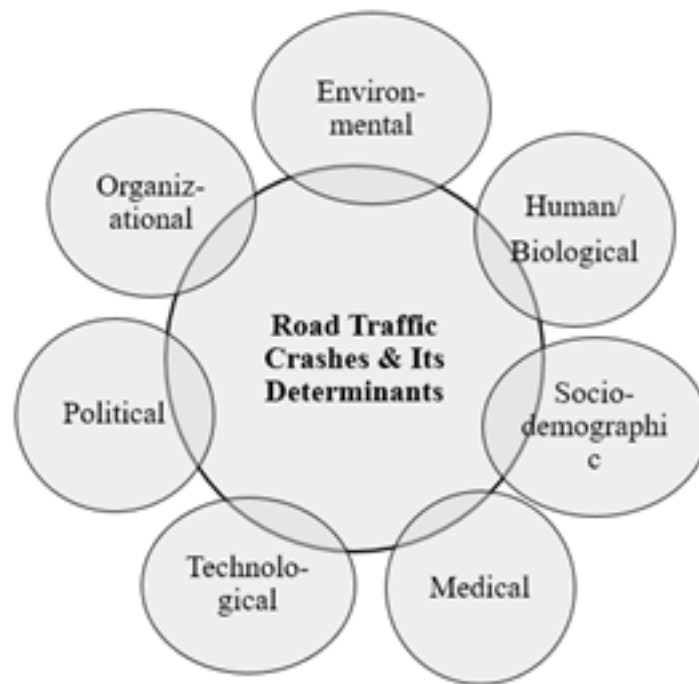 Environ-
mental
Organiz-
ational
Human/
Biological
Road Traffic
Crashes & Its
Determinants
Political
Socio-
demographi
c
Technolo-
gical
Medical